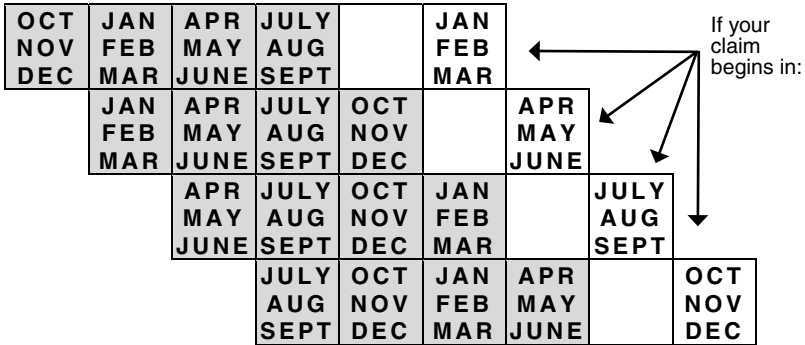 OCT JAN APR JULY JAN
NOV FEB MAY AUG FEB
DEC MAR JUNE SEPT MAR
If your
claim
begins in:
JAN APR JULY OCT APR
FEB MAY AUG NOV MAY
MAR JUNE SEPT DEC JUNE
APR JULY OCT JAN JULY
MAY AUG NOV FEB AUG
JUNE SEPT DEC MAR SEPT
JULY OCT JAN APR OCT
AUG NOV FEB MAY NOV
SEPT DEC MAR JUNE DEC